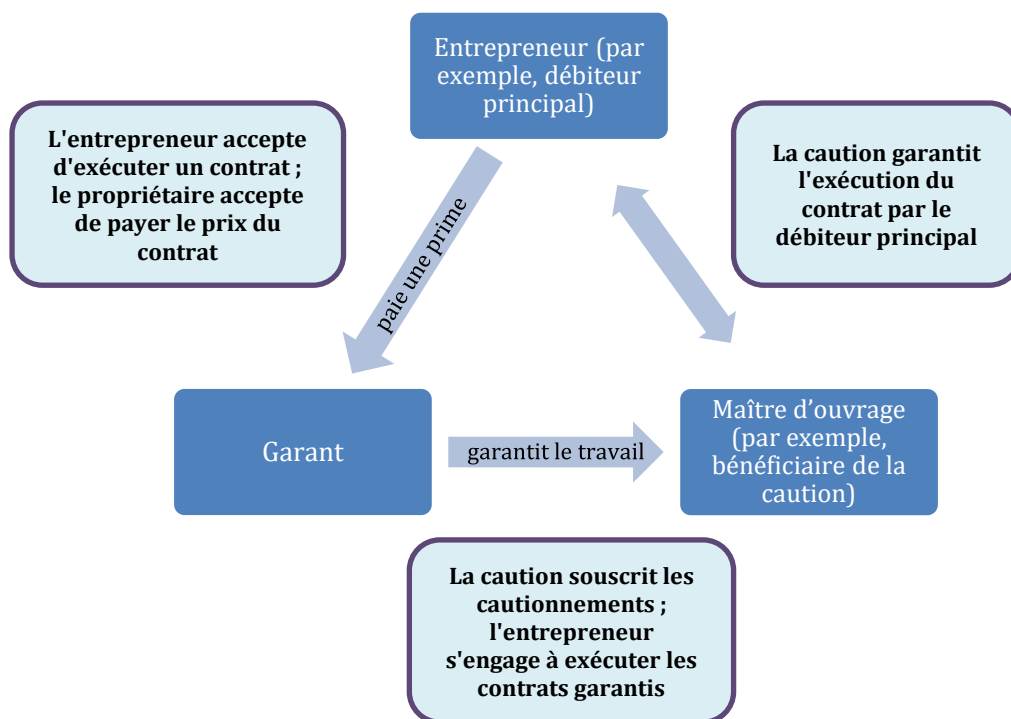 Entrepreneur (par
exemple, débiteur
principal)
L'entrepreneur accepte
d'exécuter un contrat ;
le propriétaire accepte
de payer le prix du
contrat
La caution garantit
l'exécution du
contrat par le
débiteur principal
paie une prime
Garant
garantit le travail
Maître d’ouvrage
(par exemple,
bénéficiaire de la
caution)
La caution souscrit les
cautionnements ;
l'entrepreneur
s'engage à exécuter les
contrats garantis